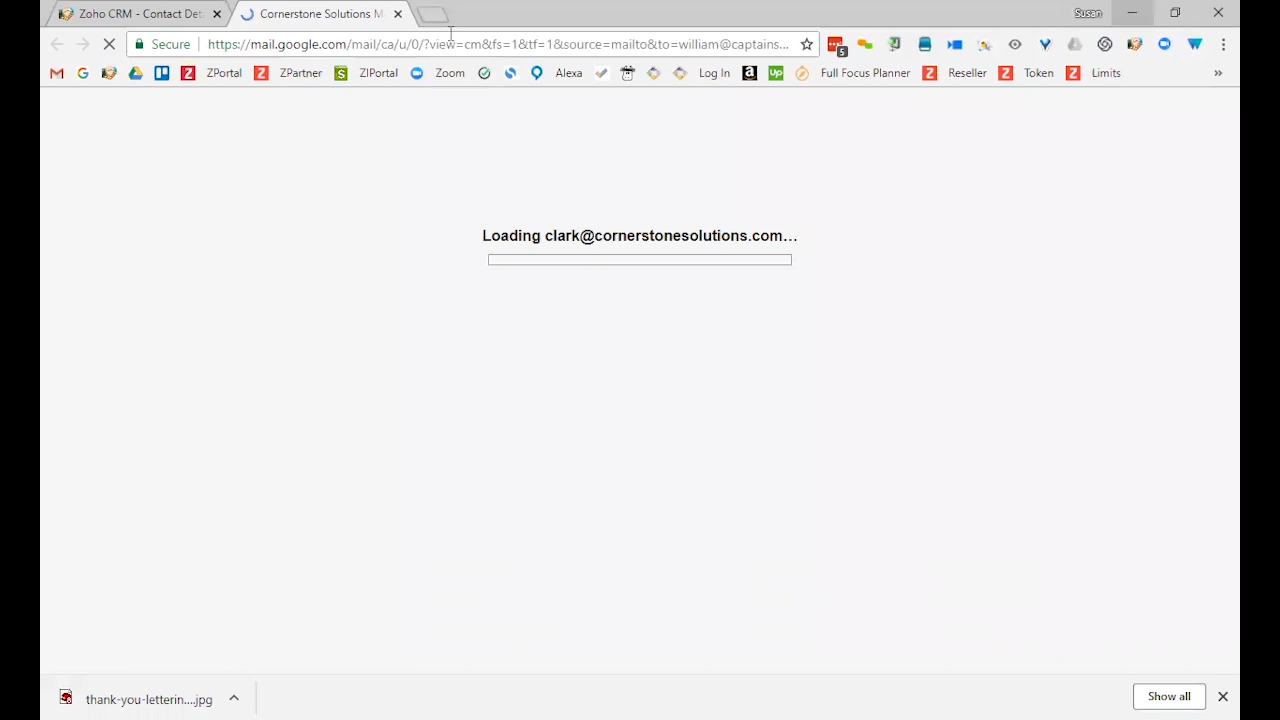 Zoho CRM - Contact Det
Cornerstone Solutions M
Susan
Secure
https://mail.google.com/mail/ca/u/0/?view=cm&fs=1&tf=1&source=mailto&to=william@captains...
5
ZPortal
ZPartner
ZIPortal
Zoom
Alexa
Log In
Full Focus Planner
Reseller
Token
Limits
»
Loading clark@cornerstonesolutions.com...
thank-you-letterin....jpg
Show all